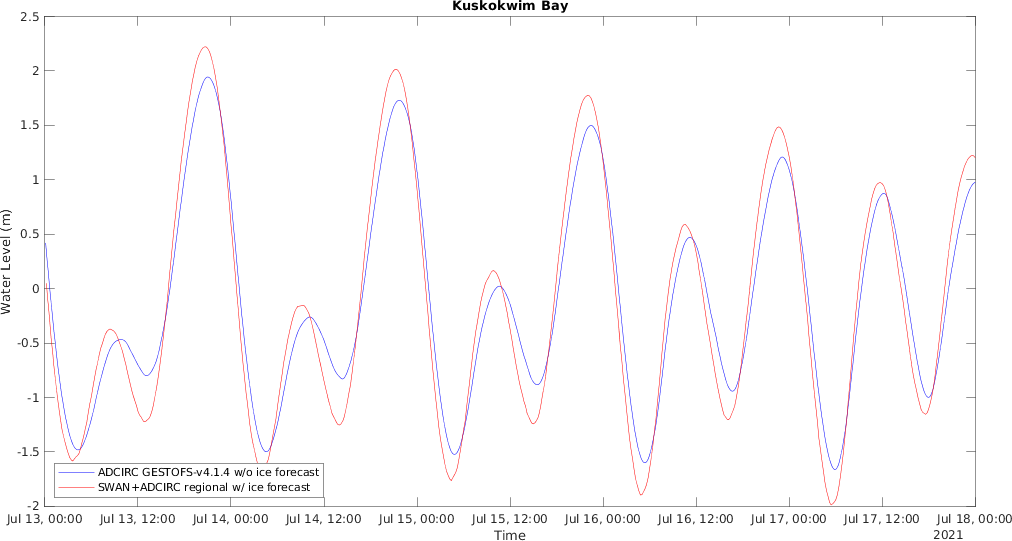 Kuskokwim Bay
2.5
2
1.5
1
0.5
0
-0.5
-1
-1.5
-2
Water Level (m)
ADCIRC GESTOFS-v4.1.4 w/o ice forecast
SWAN+ADCIRC regional w/ ice forecast
Jul 13, 00:00 Jul 13, 12:00 Jul 14, 00:00 Jul 14, 12:00 Jul 15, 00:00 Jul 15, 12:00 Jul 16, 00:00 Jul 16, 12:00 Jul 17, 00:00 Jul 17, 12:00 Jul 18, 00:00
Time
2021